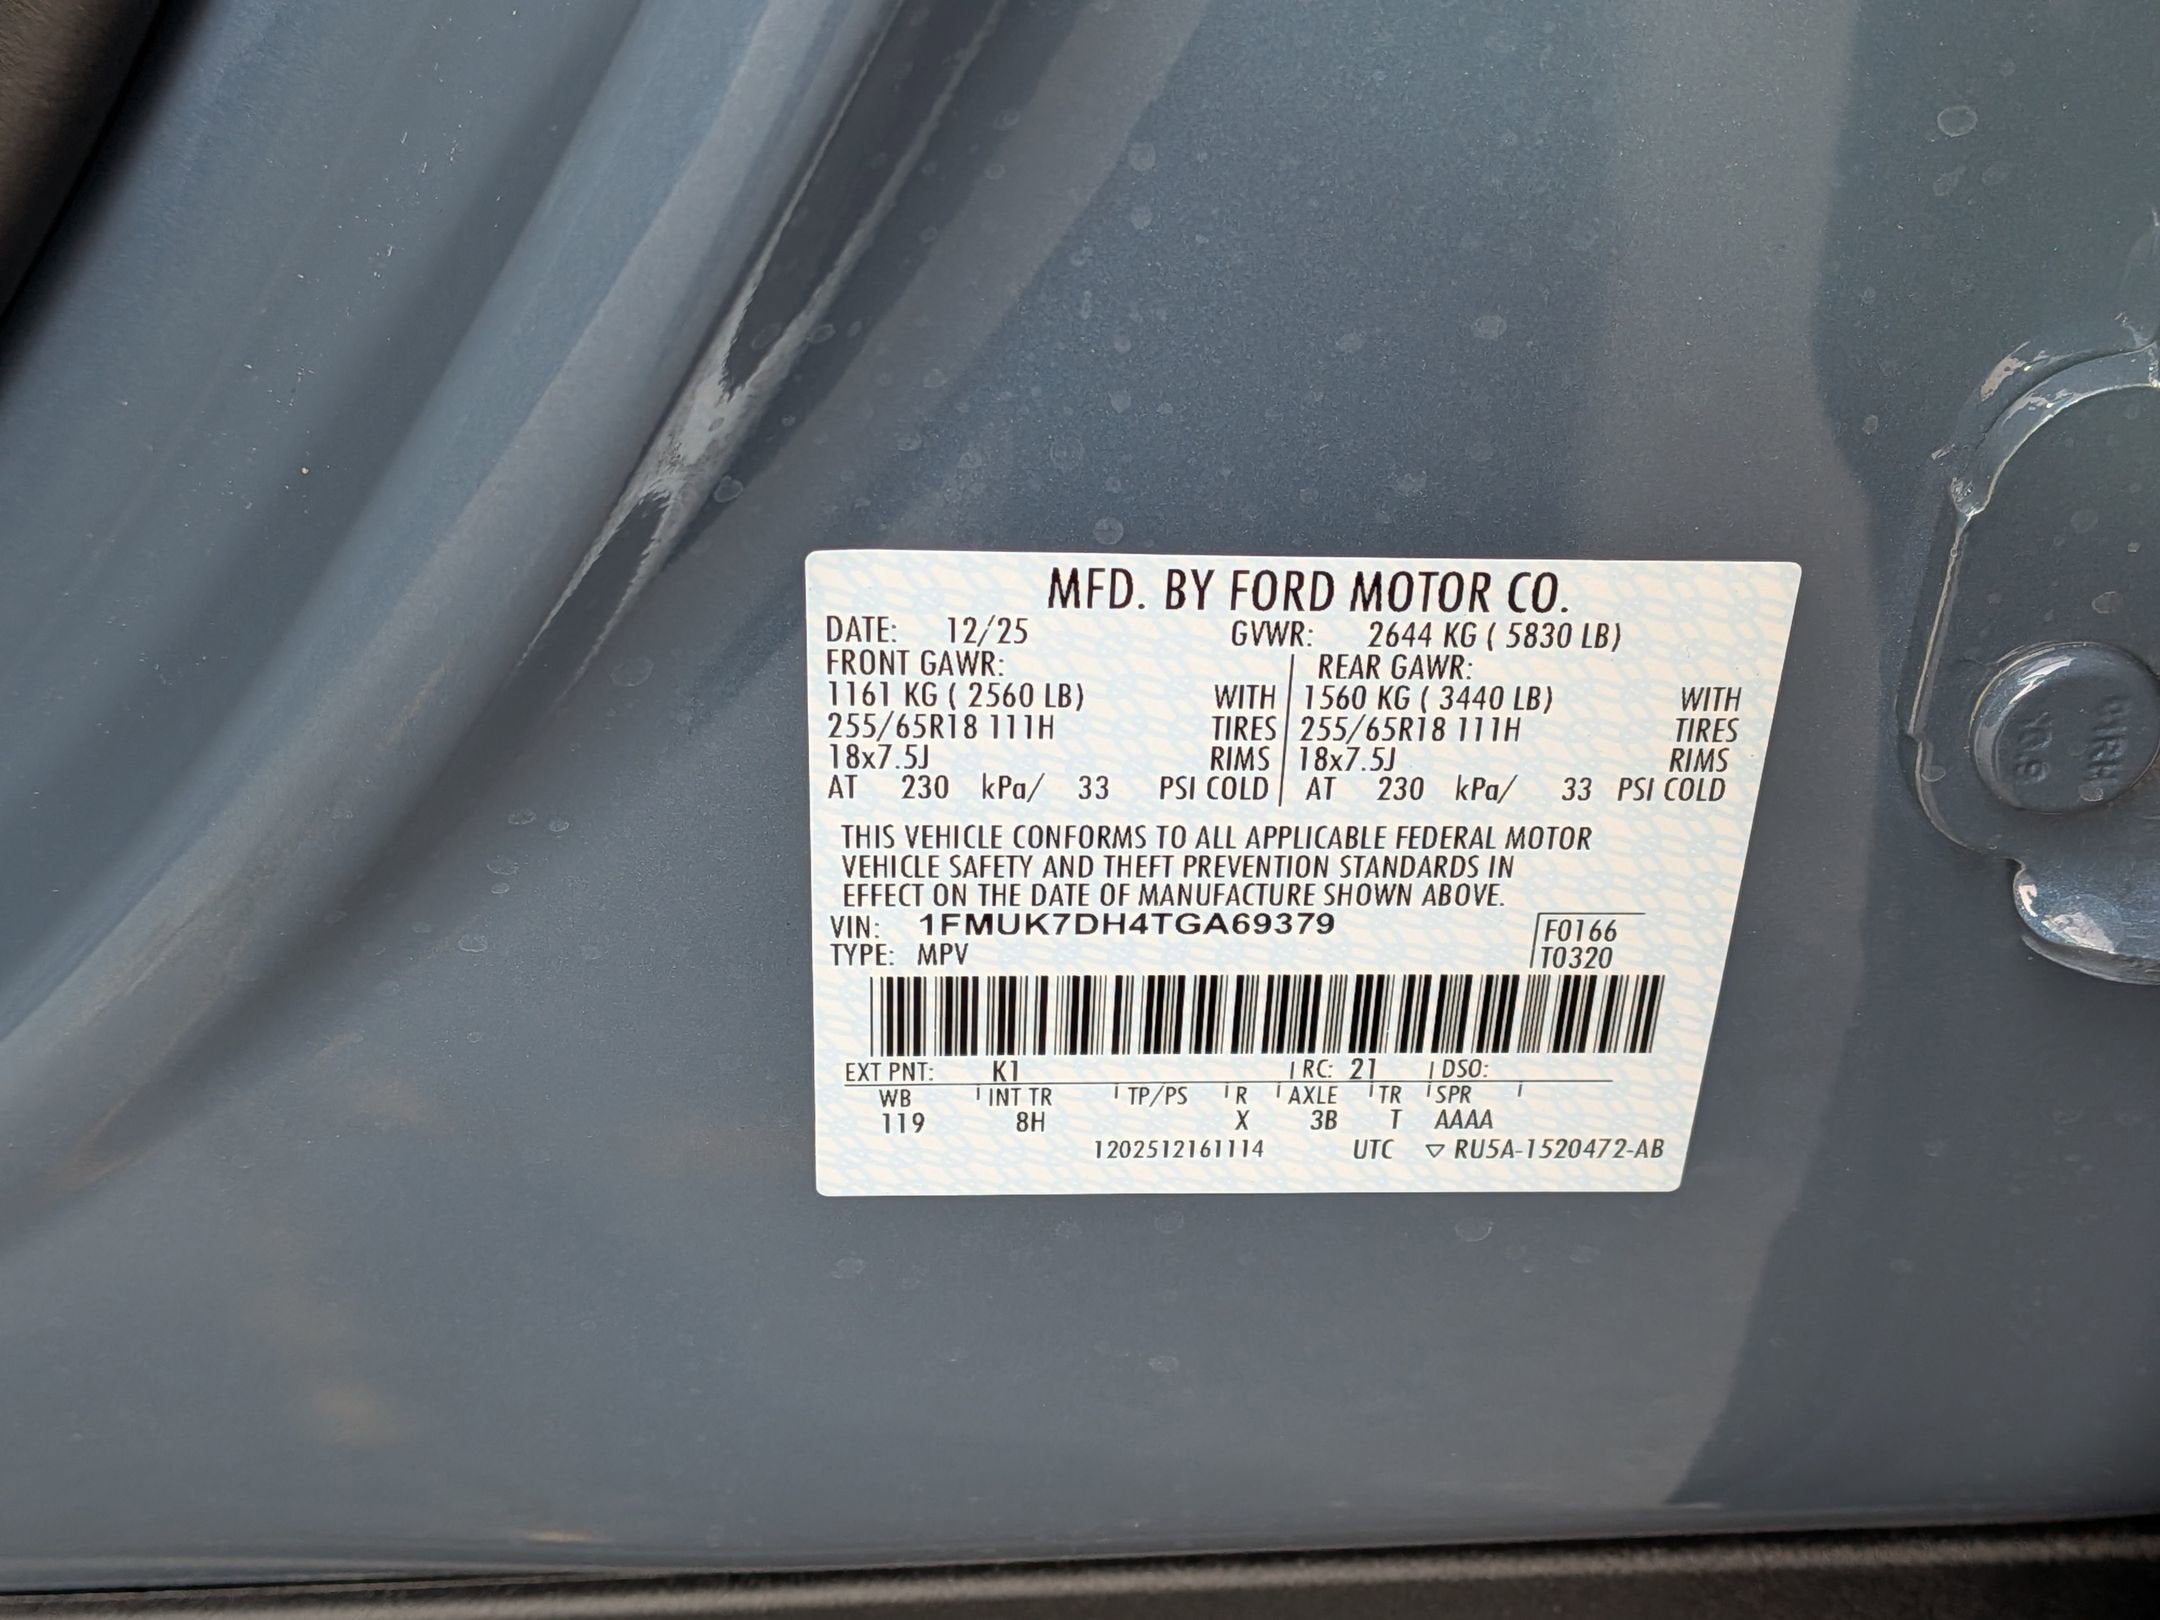 MFD. BY FORD MOTOR CO.
DATE: 12/25 GVWR: 2644 KG ( 5830 LB)
FRONT GAWR: REAR GAWR:
1161 KG ( 2560 LB) WITH 1560 KG ( 3440 LB) WITH
255/65R18 111H TIRES 255/65R18 111H TIRES
18x7.5J RIMS 18x7.5J RIMS
AT 230 kPa/ 33 PSI COLD AT 230 kPa/ 33 PSI COLD
THIS VEHICLE CONFORMS TO ALL APPLICABLE FEDERAL MOTOR
VEHICLE SAFETY AND THEFT PREVENTION STANDARDS IN
EFFECT ON THE DATE OF MANUFACTURE SHOWN ABOVE.
VIN: 1FMUK7DH4TGA69379 F0166
TYPE: MPV T0320
EXT PNT: K1 RC: 21 DSO:
WB INT TR TP/PS R AXLE TR SPR
119 8H X 3B T AAAA
1202512161114 UTC ▽ RU5A-1520472-AB